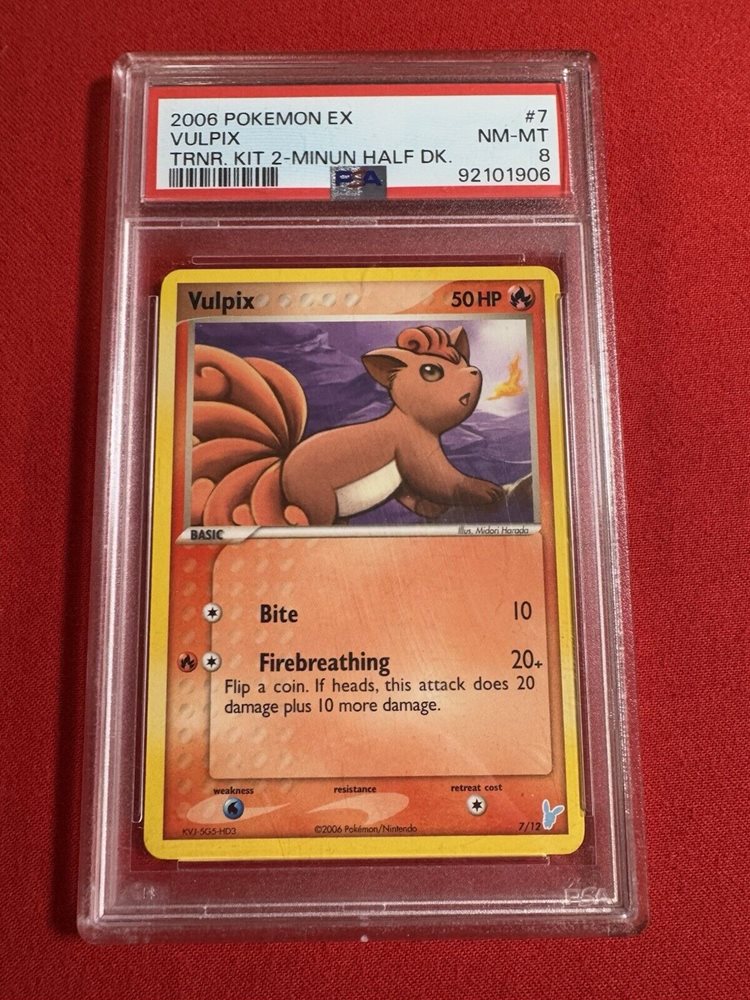 2006 POKEMON EX #7
VULPIX NM-MT
TRNR. KIT 2-MINUN HALF DK. 8
PSA 92101906
Vulpix 50 HP
BASIC Illus. Midori Harada
Bite 10
Firebreathing 20+
Flip a coin. If heads, this attack does 20
damage plus 10 more damage.
weakness resistance retreat cost
KVJ-5G5-HD3 ©2006 Pokémon/Nintendo 7/12
PSA